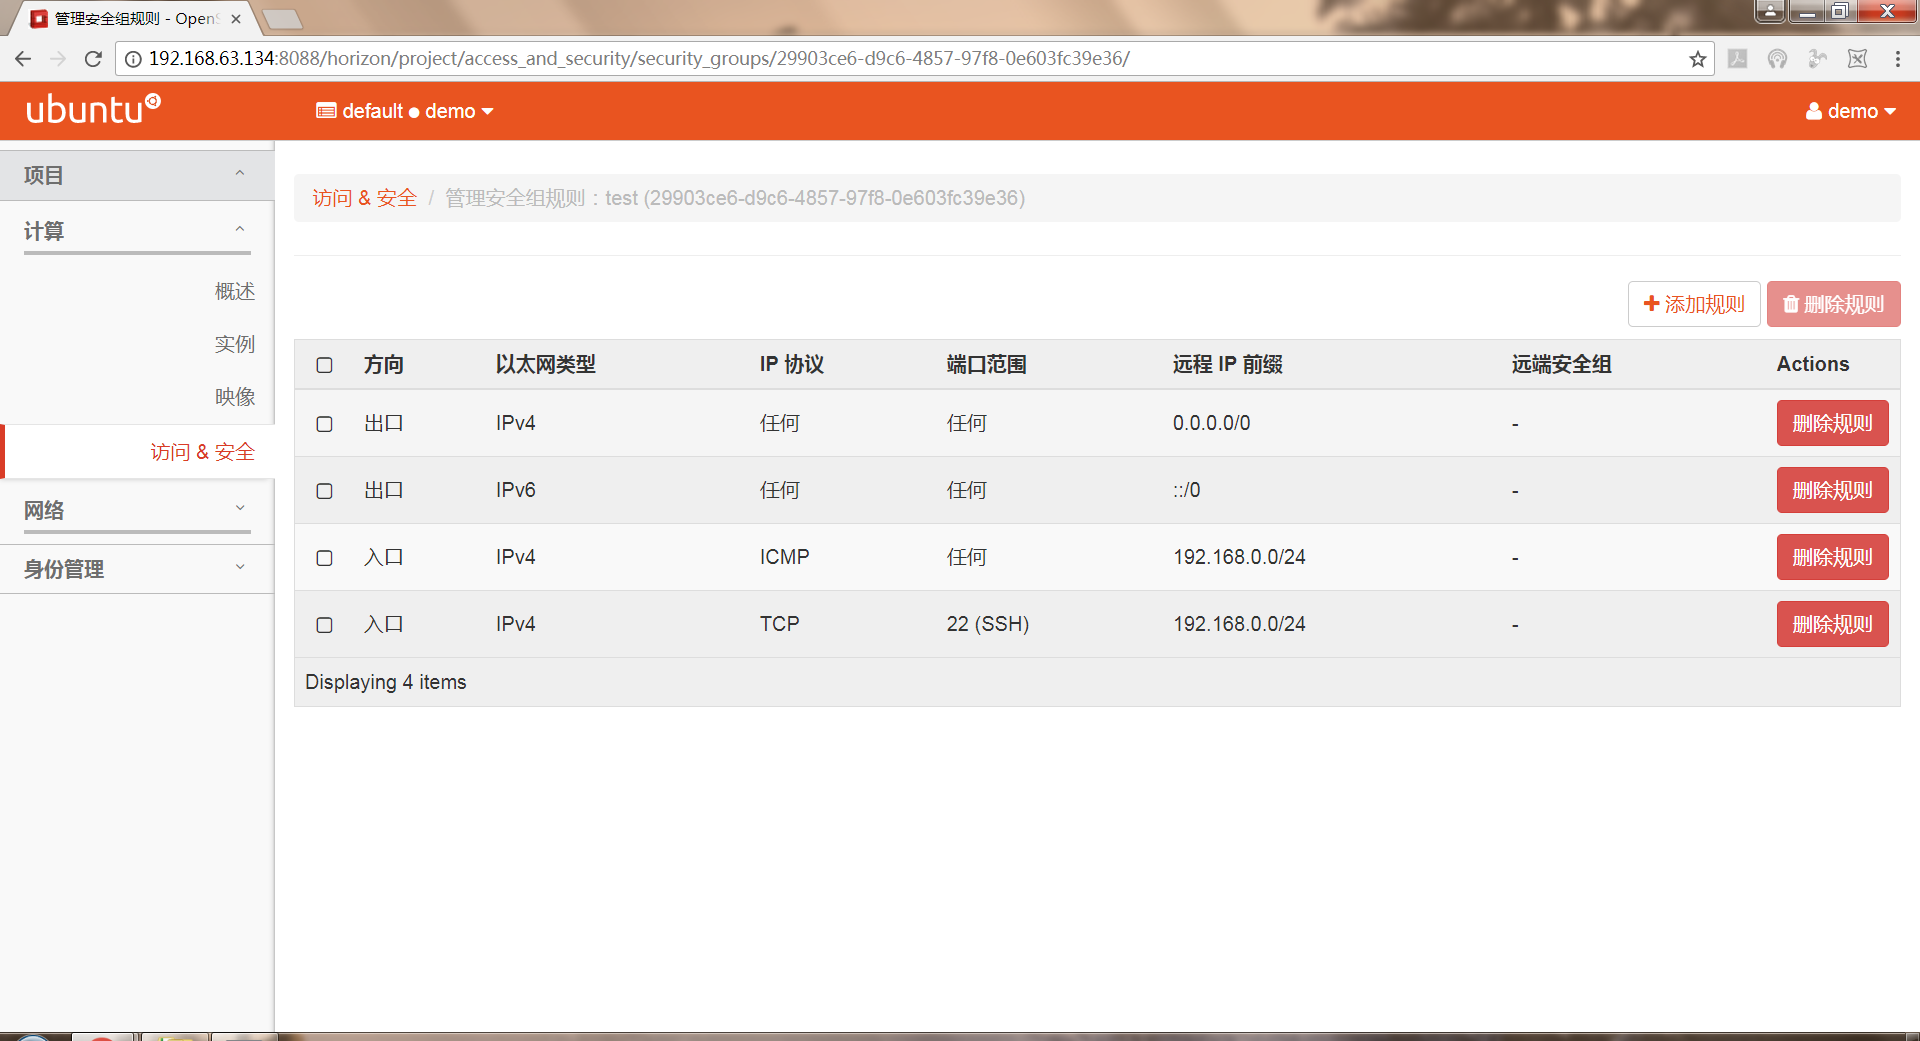 管理安全组规则 - Open
192.168.63.134:8088/horizon/project/access_and_security/security_groups/29903ce6-d9c6-4857-97f8-0e603fc39e36/
ubuntu
default ● demo
demo
项目
计算
概述
实例
映像
访问 & 安全
网络
身份管理
访问 & 安全 / 管理安全组规则：test (29903ce6-d9c6-4857-97f8-0e603fc39e36)
添加规则 删除规则
方向 以太网类型 IP 协议 端口范围 远程 IP 前缀 远端安全组 Actions
出口 IPv4 任何 任何 0.0.0.0/0 - 删除规则
出口 IPv6 任何 任何 ::/0 - 删除规则
入口 IPv4 ICMP 任何 192.168.0.0/24 - 删除规则
入口 IPv4 TCP 22 (SSH) 192.168.0.0/24 - 删除规则
Displaying 4 items